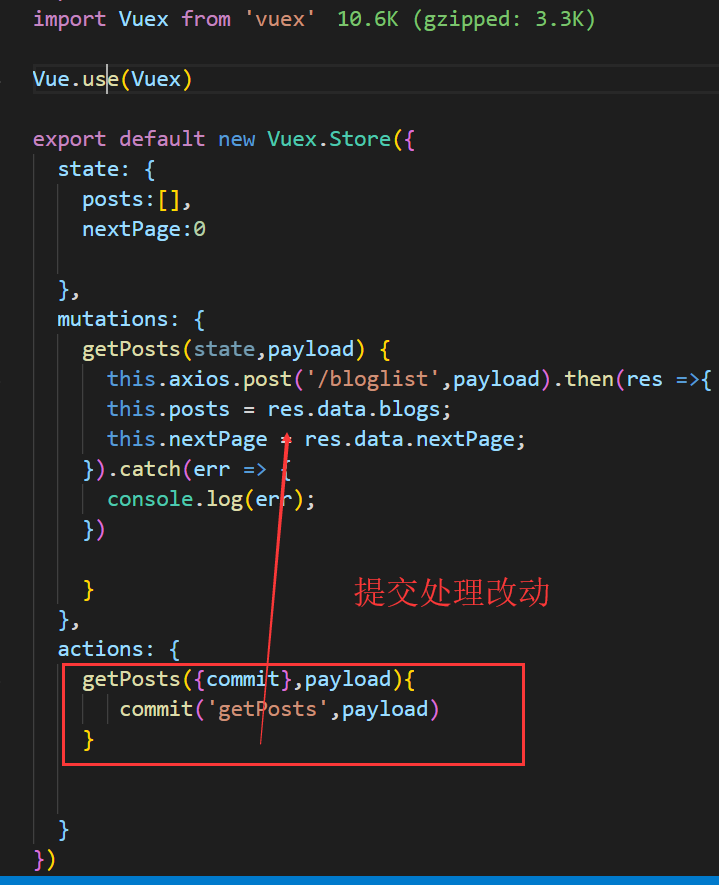 import Vuex from 'vuex' 10.6K (gzipped: 3.3K)
Vue.use(Vuex)
export default new Vuex.Store({
state: {
posts:[],
nextPage:0
},
mutations: {
getPosts(state,payload) {
this.axios.post('/bloglist',payload).then(res =>{
this.posts = res.data.blogs;
this.nextPage = res.data.nextPage;
}).catch(err => {
console.log(err);
})
}
提交处理改动
},
actions: {
getPosts({commit},payload){
commit('getPosts',payload)
}
}
})